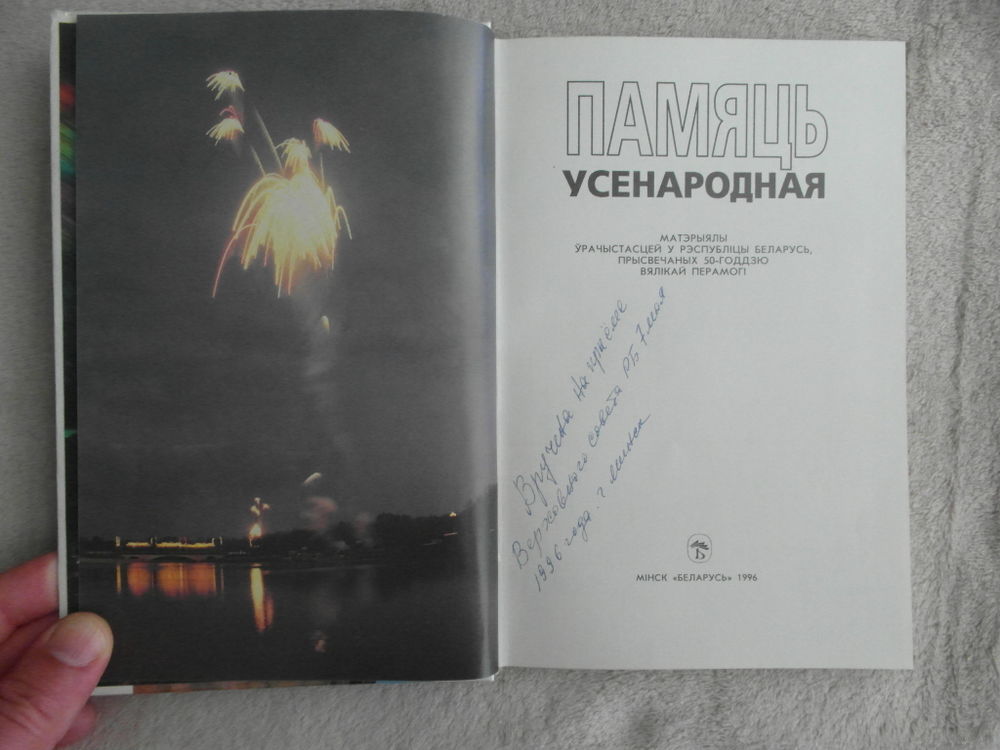 ПАМЯЦЬ
УСЕНАРОДНАЯ
МАТЭРЫЯЛЫ
ЎРАЧЫСТАСЦЕЙ У РЭСПУБЛІЦЫ БЕЛАРУСЬ,
ПРЫСВЕЧАНЫХ 50-ГОДДЗЮ
ВЯЛІКАЙ ПЕРАМОГІ
Вручена на приёме
Верховного совета РБ 7 мая
1996 года. г минск
Б
МІНСК «БЕЛАРУСЬ» 1996